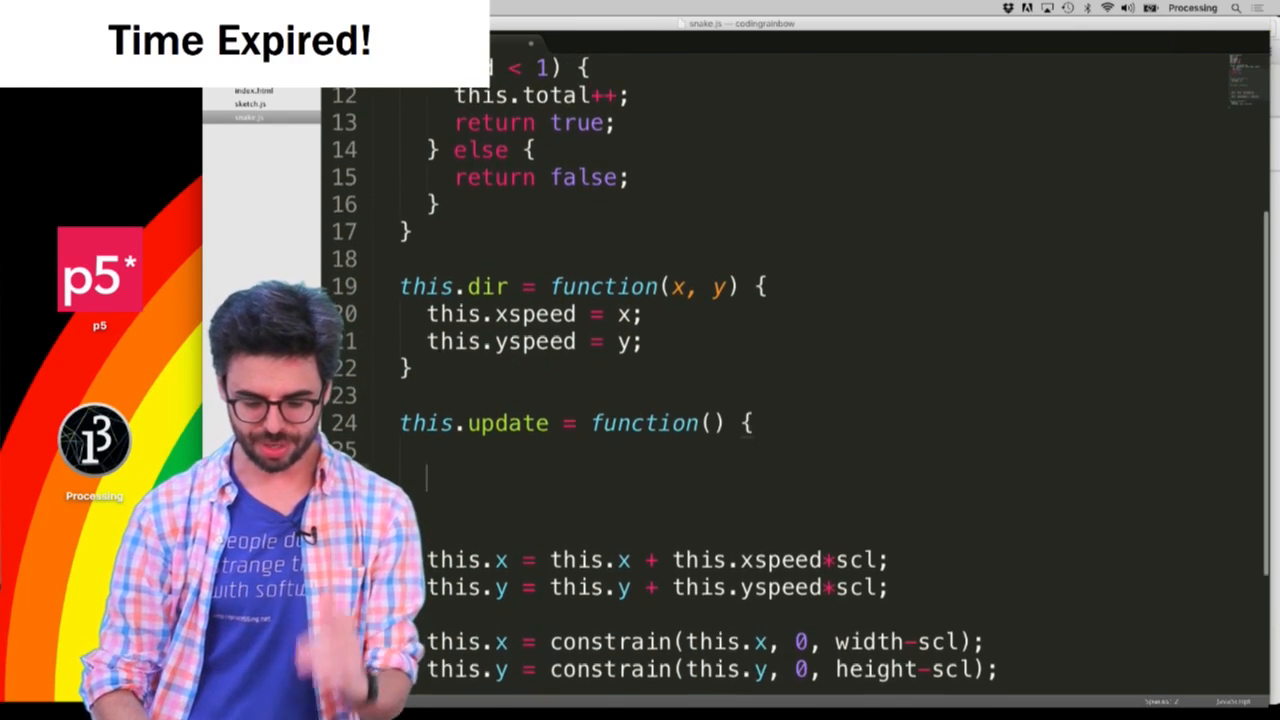 Processing
snake.js — codingrainbow
Time Expired!
index.html
sketch.js
snake.js
< 1) {
12 this.total++;
13 return true;
14 } else {
15 return false;
16 }
17 }
18
19 this.dir = function(x, y) {
20 this.xspeed = x;
21 this.yspeed = y;
22 }
23
24 this.update = function() {
25
this.x = this.x + this.xspeed*scl;
this.y = this.y + this.yspeed*scl;
this.x = constrain(this.x, 0, width-scl);
this.y = constrain(this.y, 0, height-scl);
p5*
p5
Processing
people do
strange t
with softw
Spaces: 2
JavaScript